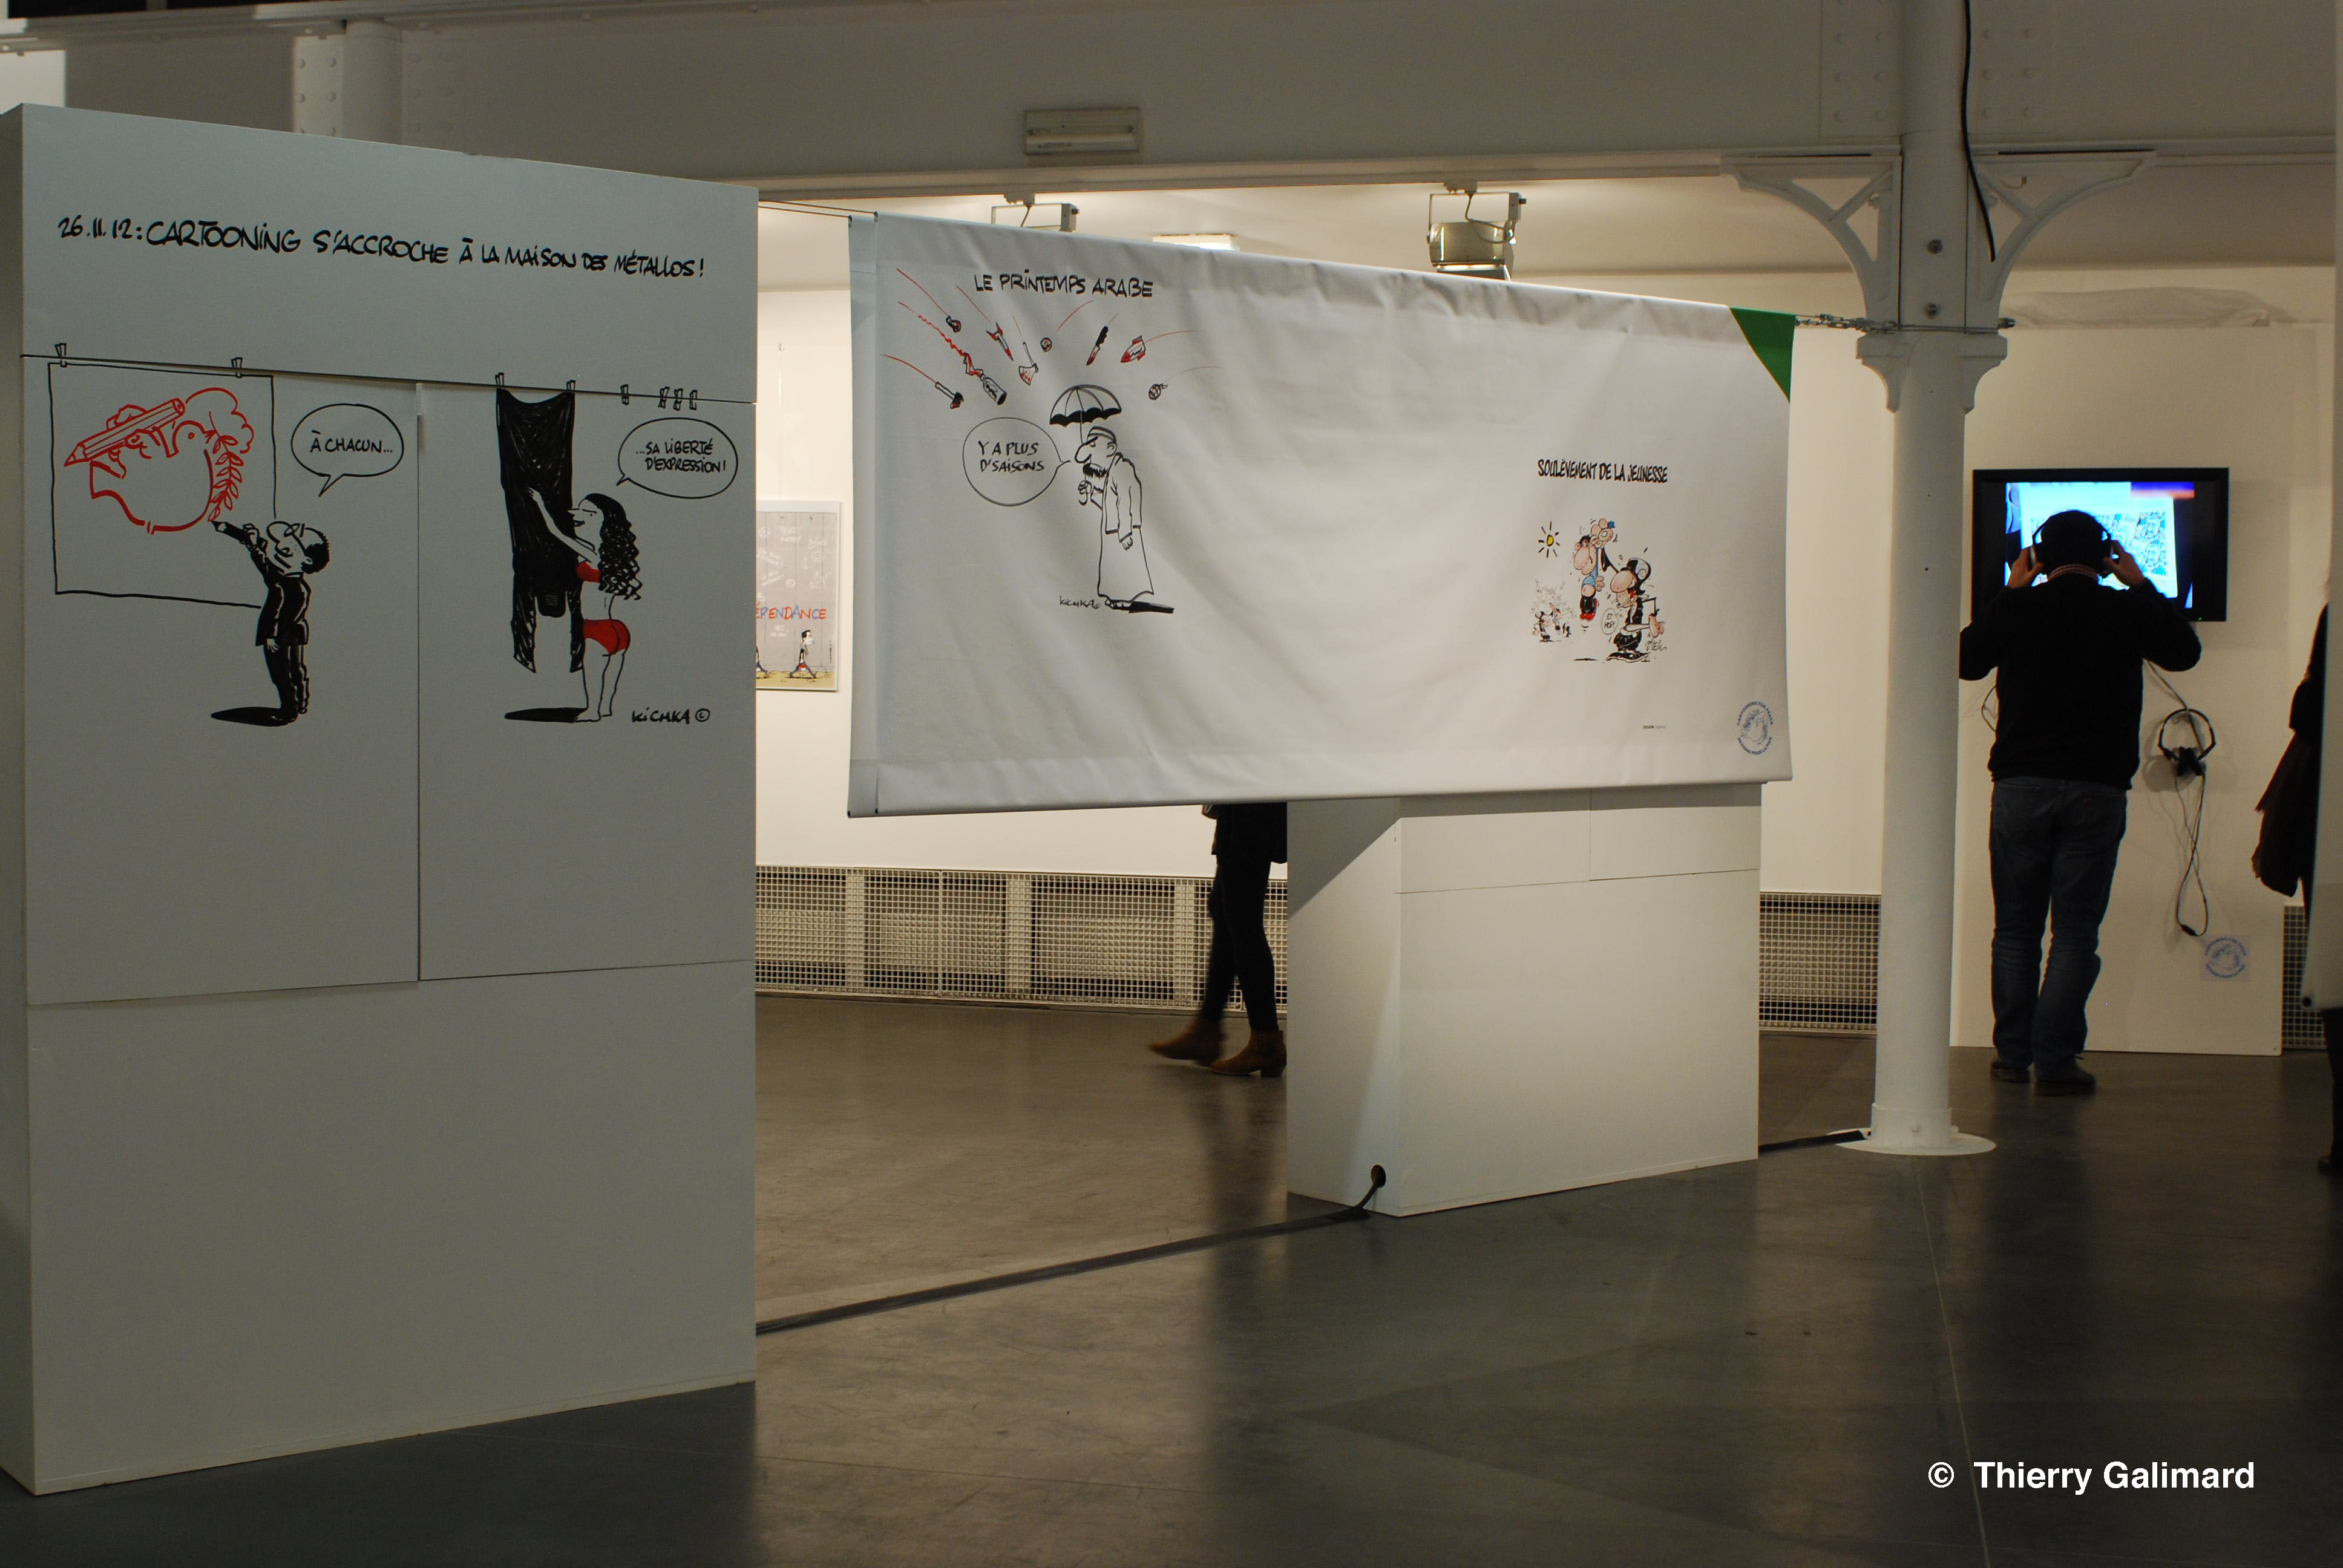 26.11.12: CARTOONING S'ACCROCHE À LA MAISON DES MÉTALLOS!
À CHACUN...
...SA LIBERTÉ
D'EXPRESSION!
KICHKA ©
ÉPENDANCE
LE PRINTEMPS ARABE
Y A PLUS
D'SAISONS
KICHKA ©
SOULÈVEMENT DE LA JEUNESSE
© Thierry Galimard